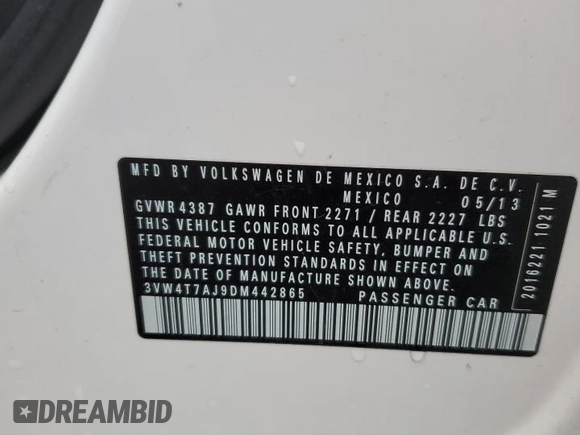 MFD BY VOLKSWAGEN DE MEXICO S.A. DE C.V.
MEXICO 05/13
GVWR 4387 GAWR FRONT 2271 / REAR 2227 LBS
THIS VEHICLE CONFORMS TO ALL APPLICABLE U.S.
FEDERAL MOTOR VEHICLE SAFETY, BUMPER AND
THEFT PREVENTION STANDARDS IN EFFECT ON
THE DATE OF MANUFACTURE SHOWN ABOVE.
3VW4T7AJ9DM442865 PASSENGER CAR
2016221 1021 M
DREAMBID